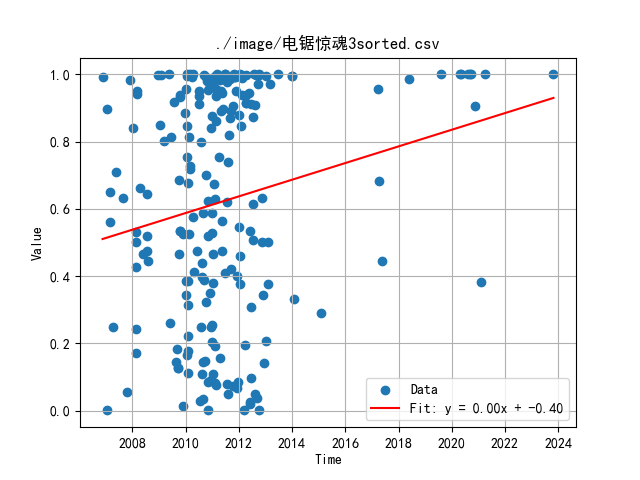 ./image/电锯惊魂3sorted.csv
1.0
0.8
0.6
0.4
0.2
0.0
Value
Data
Fit: y = 0.00x + -0.40
2008 2010 2012 2014 2016 2018 2020 2022 2024
Time